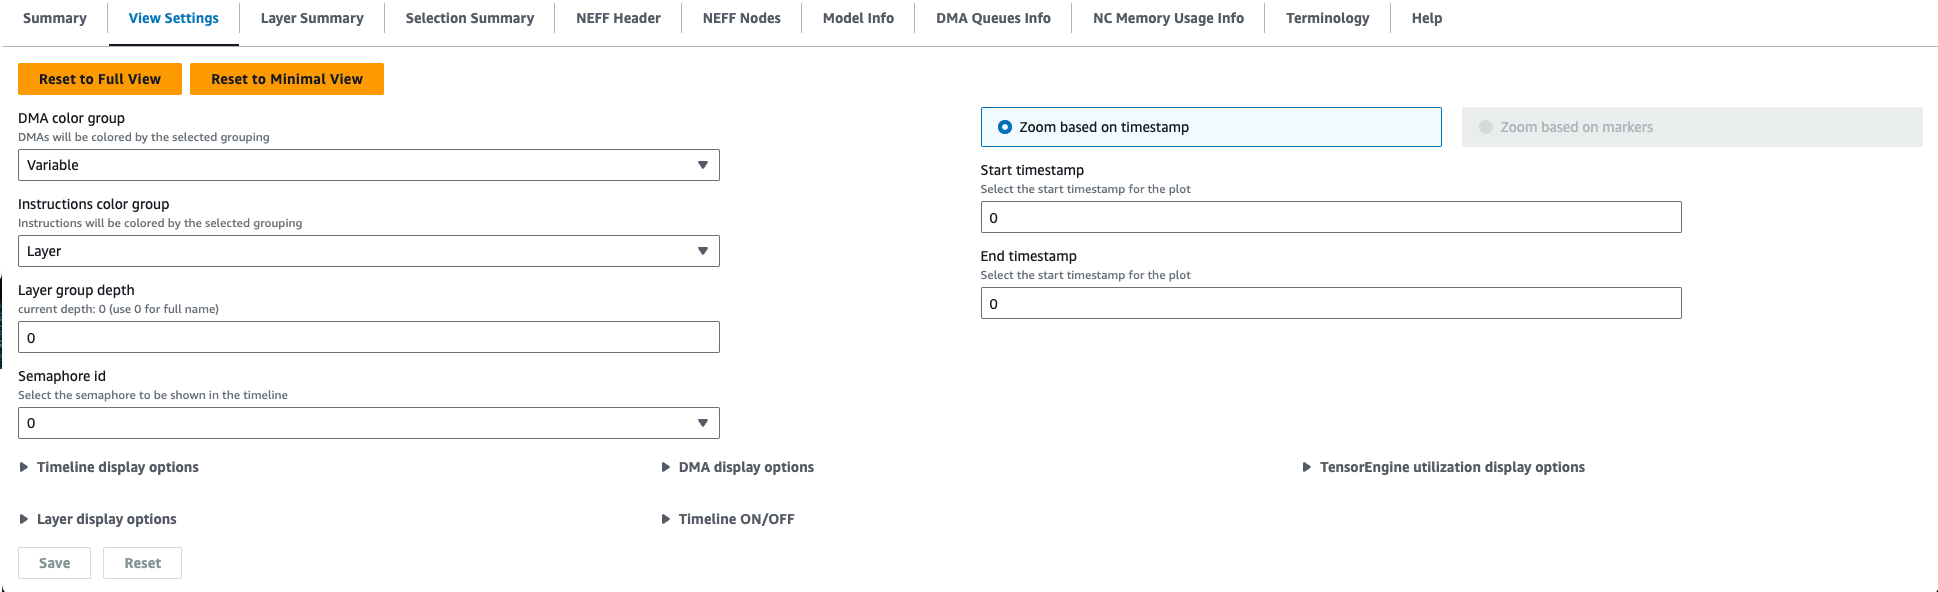 Summary
View Settings
Layer Summary
Selection Summary
NEFF Header
NEFF Nodes
Model Info
DMA Queues Info
NC Memory Usage Info
Terminology
Help
Reset to Full View
Reset to Minimal View
DMA color group
DMAs will be colored by the selected grouping
Variable
Instructions color group
Instructions will be colored by the selected grouping
Layer
Layer group depth
current depth: 0 (use 0 for full name)
0
Semaphore id
Select the semaphore to be shown in the timeline
0
Zoom based on timestamp
Zoom based on markers
Start timestamp
Select the start timestamp for the plot
0
End timestamp
Select the start timestamp for the plot
0
Timeline display options
DMA display options
TensorEngine utilization display options
Layer display options
Timeline ON/OFF
Save
Reset